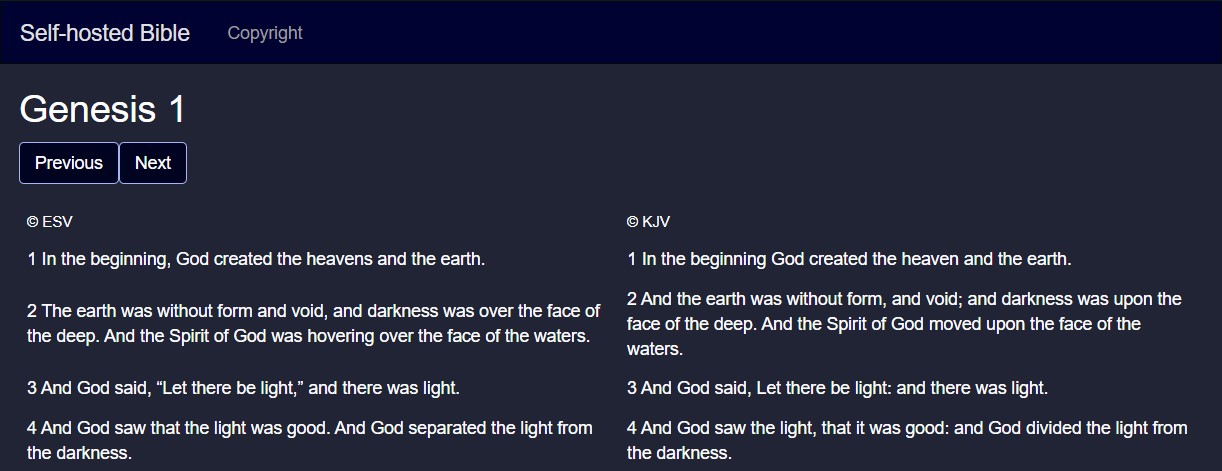 Self-hosted Bible
Copyright
Genesis 1
Previous
Next
© ESV
1 In the beginning, God created the heavens and the earth.
2 The earth was without form and void, and darkness was over the face of
the deep. And the Spirit of God was hovering over the face of the waters.
3 And God said, “Let there be light,” and there was light.
4 And God saw that the light was good. And God separated the light from
the darkness.
© KJV
1 In the beginning God created the heaven and the earth.
2 And the earth was without form, and void; and darkness was upon the
face of the deep. And the Spirit of God moved upon the face of the
waters.
3 And God said, Let there be light: and there was light.
4 And God saw the light, that it was good: and God divided the light from
the darkness.